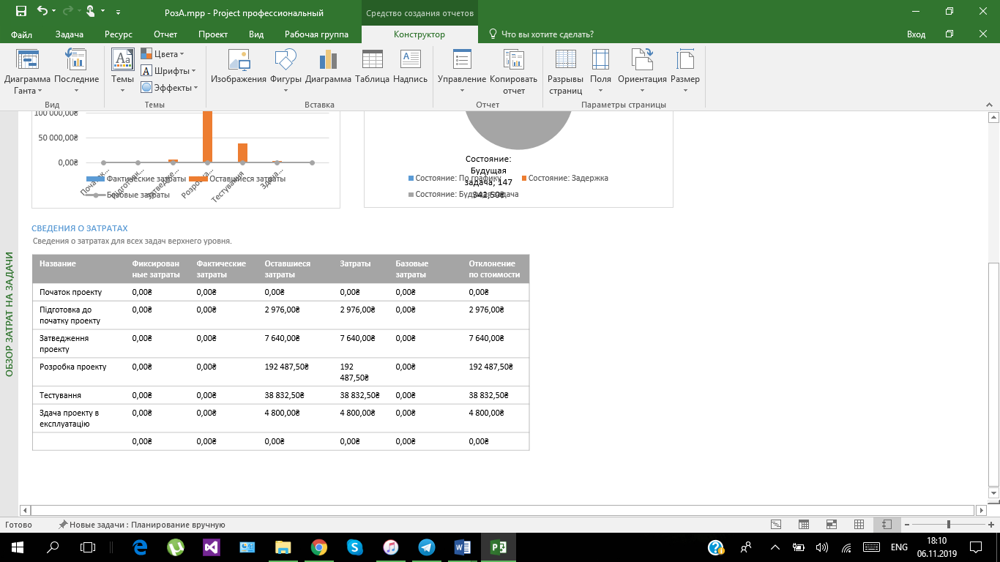 РозА.mpp - Project профессиональный
Средство создания отчетов
Файл Задача Ресурс Отчет Проект Вид Рабочая группа Конструктор Что вы хотите сделать? Вход
Диаграмма Ганта
Последние
Вид
Темы
Цвета
Шрифты
Эффекты
Темы
Изображения
Фигуры
Диаграмма
Таблица
Надпись
Вставка
Управление
Копировать отчет
Отчет
Разрывы страниц
Поля
Ориентация
Размер
Параметры страницы
100 000,00₴
50 000,00₴
0,00₴
Початок...
Підготовк...
Затведже...
Розробка...
Тестування
Здача...
Фактические затраты
Оставшиеся затраты
Базовые затраты
Состояние:
Будущая
задача; 147
342,50₴
Состояние: По графику
Состояние: Задержка
Состояние: Будущая задача
ОБЗОР ЗАТРАТ НА ЗАДАЧИ
СВЕДЕНИЯ О ЗАТРАТАХ
Сведения о затратах для всех задач верхнего уровня.
Название Фиксирован Фактические Оставшиеся Затраты Базовые Отклонение
ные затраты затраты затраты затраты по стоимости
Початок проекту 0,00₴ 0,00₴ 0,00₴ 0,00₴ 0,00₴ 0,00₴
Підготовка до 0,00₴ 0,00₴ 2 976,00₴ 2 976,00₴ 0,00₴ 2 976,00₴
початку проекту
Затведження 0,00₴ 0,00₴ 7 640,00₴ 7 640,00₴ 0,00₴ 7 640,00₴
проекту
Розробка проекту 0,00₴ 0,00₴ 192 487,50₴ 192 0,00₴ 192 487,50₴
487,50₴
Тестування 0,00₴ 0,00₴ 38 832,50₴ 38 832,50₴ 0,00₴ 38 832,50₴
Здача проекту в 0,00₴ 0,00₴ 4 800,00₴ 4 800,00₴ 0,00₴ 4 800,00₴
експлуатацію
0,00₴ 0,00₴ 0,00₴ 0,00₴ 0,00₴ 0,00₴
Готово
Новые задачи : Планирование вручную
ENG
18:10
06.11.2019